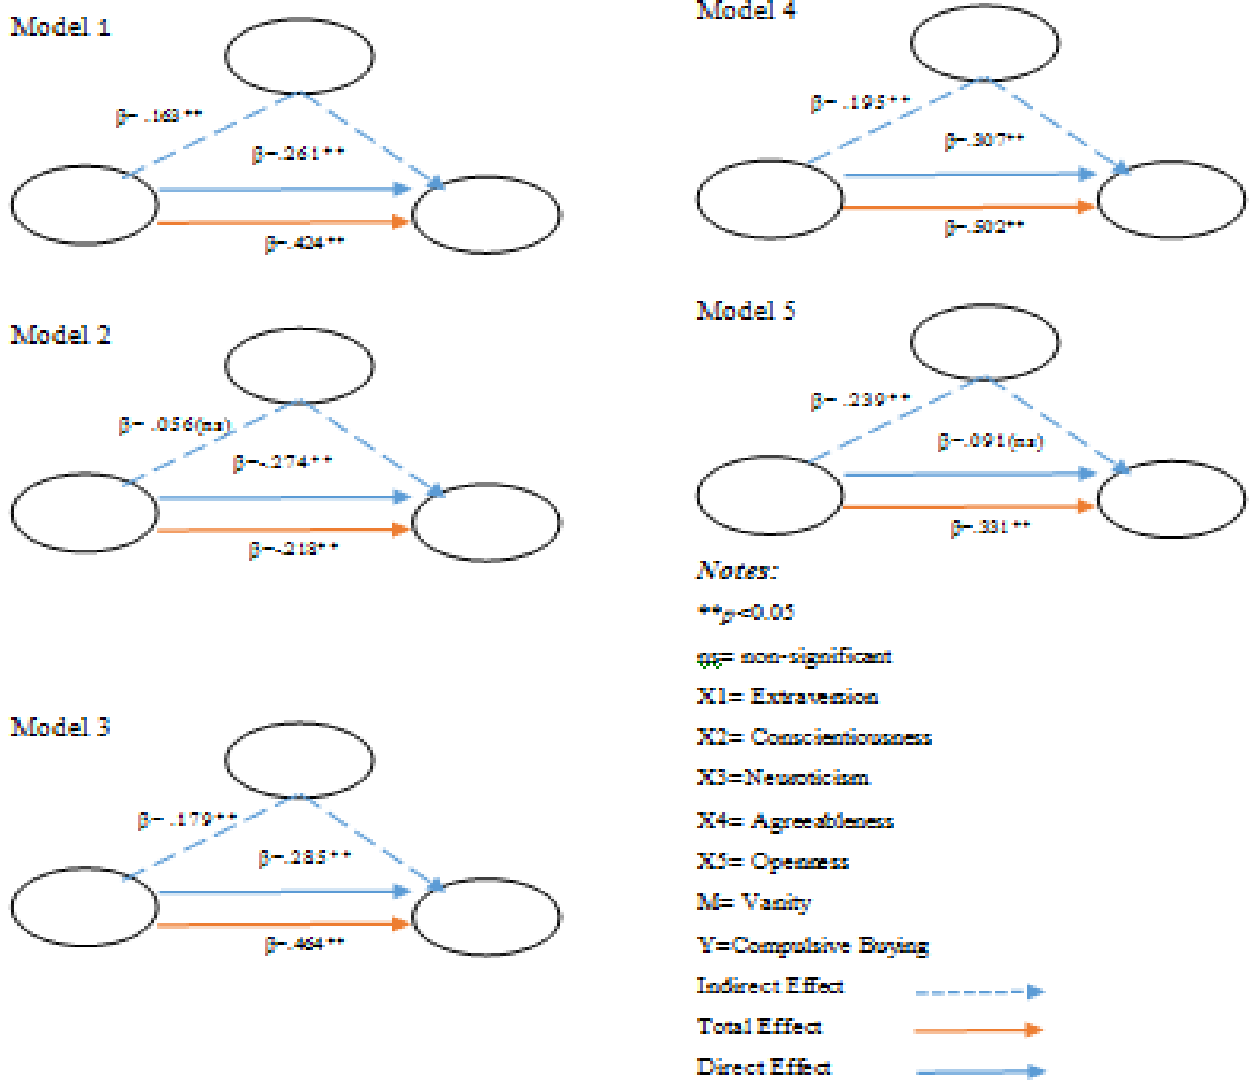 Model 1
β= .163**
β=.261**
β=.424**
Model 2
β= .056(ns)
β=-.274**
β=-.218**
Model 3
β= .179**
β=.285**
β=.464**
Model 4
β= .195**
β=.307**
β=.502**
Model 5
β= .239**
β=.091(ns)
β=.331**
Notes:
**p<0.05
ns= non-significant
X1= Extraversion
X2= Conscientiousness
X3=Neuroticism
X4= Agreeableness
X5= Openness
M= Vanity
Y=Compulsive Buying
Indirect Effect
Total Effect
Direct Effect